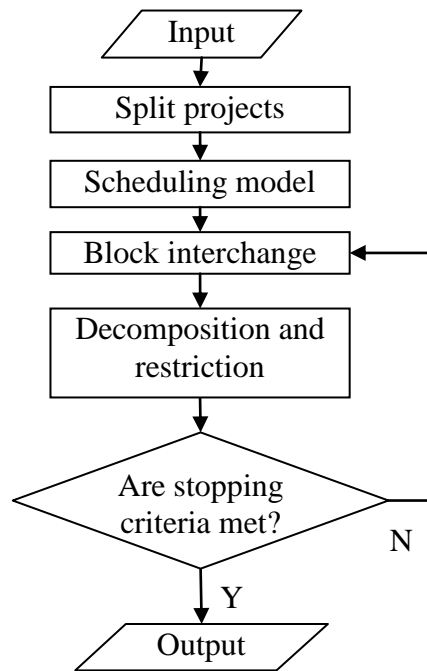 Input
Split projects
Scheduling model
Block interchange
Decomposition and
restriction
Are stopping
criteria met?
N
Y
Output